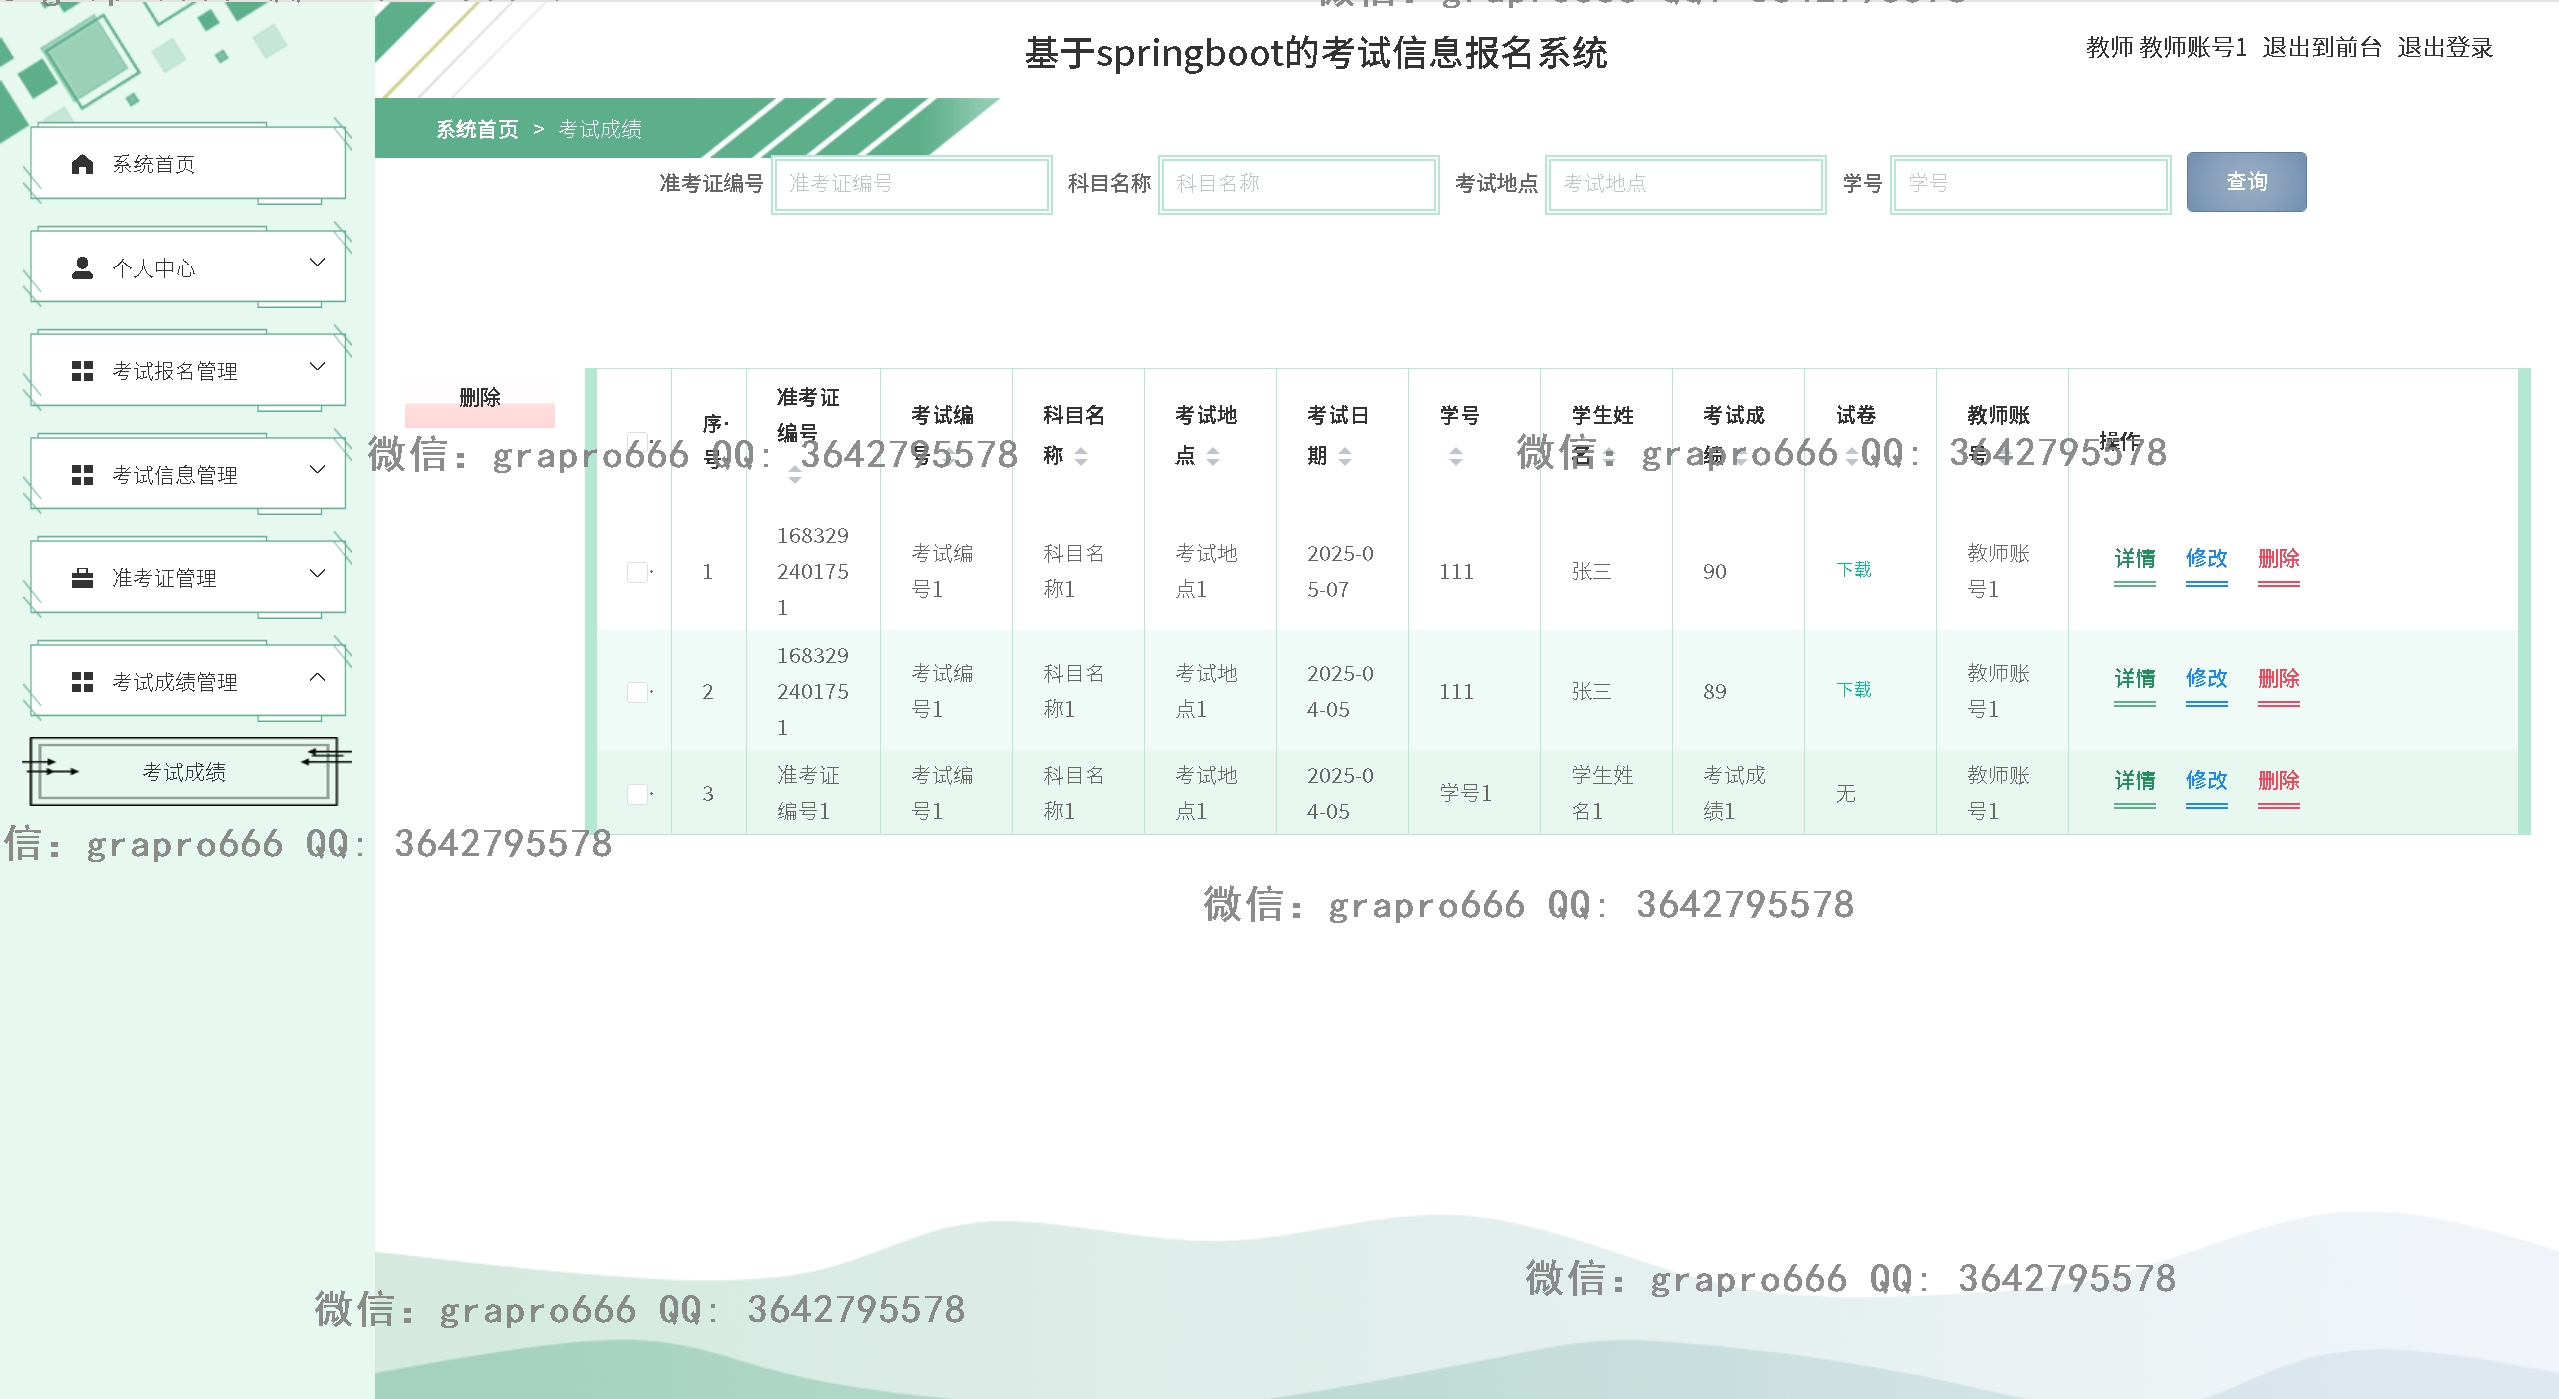 基于springboot的考试信息报名系统
教师 教师账号1 退出到前台 退出登录
系统首页 > 考试成绩
系统首页
个人中心
考试报名管理
考试信息管理
准考证管理
考试成绩管理
考试成绩
准考证编号 准考证编号 科目名称 科目名称 考试地点 考试地点 学号 学号 查询
删除
序号 准考证编号 考试编号 科目名称 考试地点 考试日期 学号 学生姓名 考试成绩 试卷 教师账号 操作
1 1683292401751 考试编号1 科目名称1 考试地点1 2025-05-07 111 张三 90 下载 教师账号1 详情 修改 删除
2 1683292401751 考试编号1 科目名称1 考试地点1 2025-04-05 111 张三 89 下载 教师账号1 详情 修改 删除
3 准考证编号1 考试编号1 科目名称1 考试地点1 2025-04-05 学号1 学生姓名1 考试成绩1 无 教师账号1 详情 修改 删除
微信: grapro666 QQ: 3642795578
微信: grapro666 QQ: 3642795578
信: grapro666 QQ: 3642795578
微信: grapro666 QQ: 3642795578
微信: grapro666 QQ: 3642795578
微信: grapro666 QQ: 3642795578